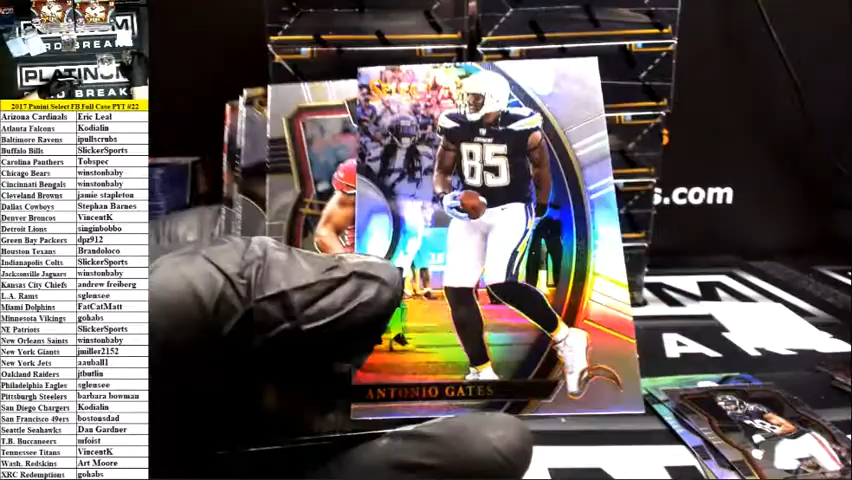 PLATINUM
CARD BREAKS
2017 Panini Select FB Full Case PYT #22
Arizona Cardinals Eric Leal
Atlanta Falcons Kodialin
Baltimore Ravens ipullscrubs
Buffalo Bills SlickerSports
Carolina Panthers Tobspec
Chicago Bears winstonbaby
Cincinnati Bengals winstonbaby
Cleveland Browns jamie stapleton
Dallas Cowboys Stephan Barnes
Denver Broncos VincentK
Detroit Lions singinbobbo
Green Bay Packers dpz912
Houston Texans Brandoloco
Indianapolis Colts SlickerSports
Jacksonville Jaguars winstonbaby
Kansas City Chiefs andrew freiberg
L.A. Rams sglensee
Miami Dolphins FatCatMatt
Minnesota Vikings gohabs
NE Patriots SlickerSports
New Orleans Saints winstonbaby
New York Giants jmiller2152
New York Jets aauball1
Oakland Raiders jtbutlin
Philadelphia Eagles sglensee
Pittsburgh Steelers barbara bowman
San Diego Chargers Kodialin
San Francisco 49ers bostonsdad
Seattle Seahawks Dan Gardner
T.B. Buccaneers mfoist
Tennessee Titans VincentK
Wash. Redskins Art Moore
XRC Redemptions gohabs
SELECT
85
ANTONIO GATES
s.com